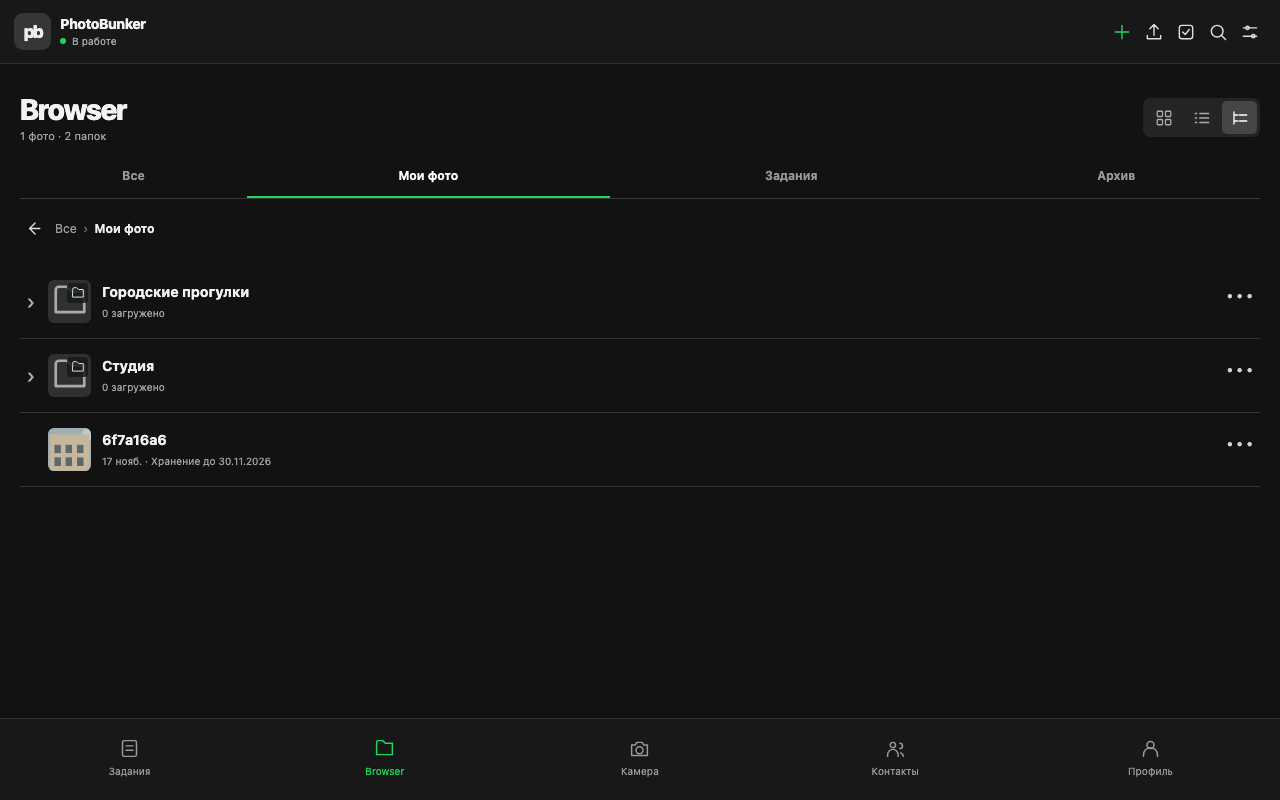 pb
PhotoBunker
В работе
Browser
1 фото · 2 папок
Все
Мои фото
Задания
Архив
Все › Мои фото
Городские прогулки
0 загружено
Студия
0 загружено
6f7a16a6
17 нояб. · Хранение до 30.11.2026
Задания
Browser
Камера
Контакты
Профиль